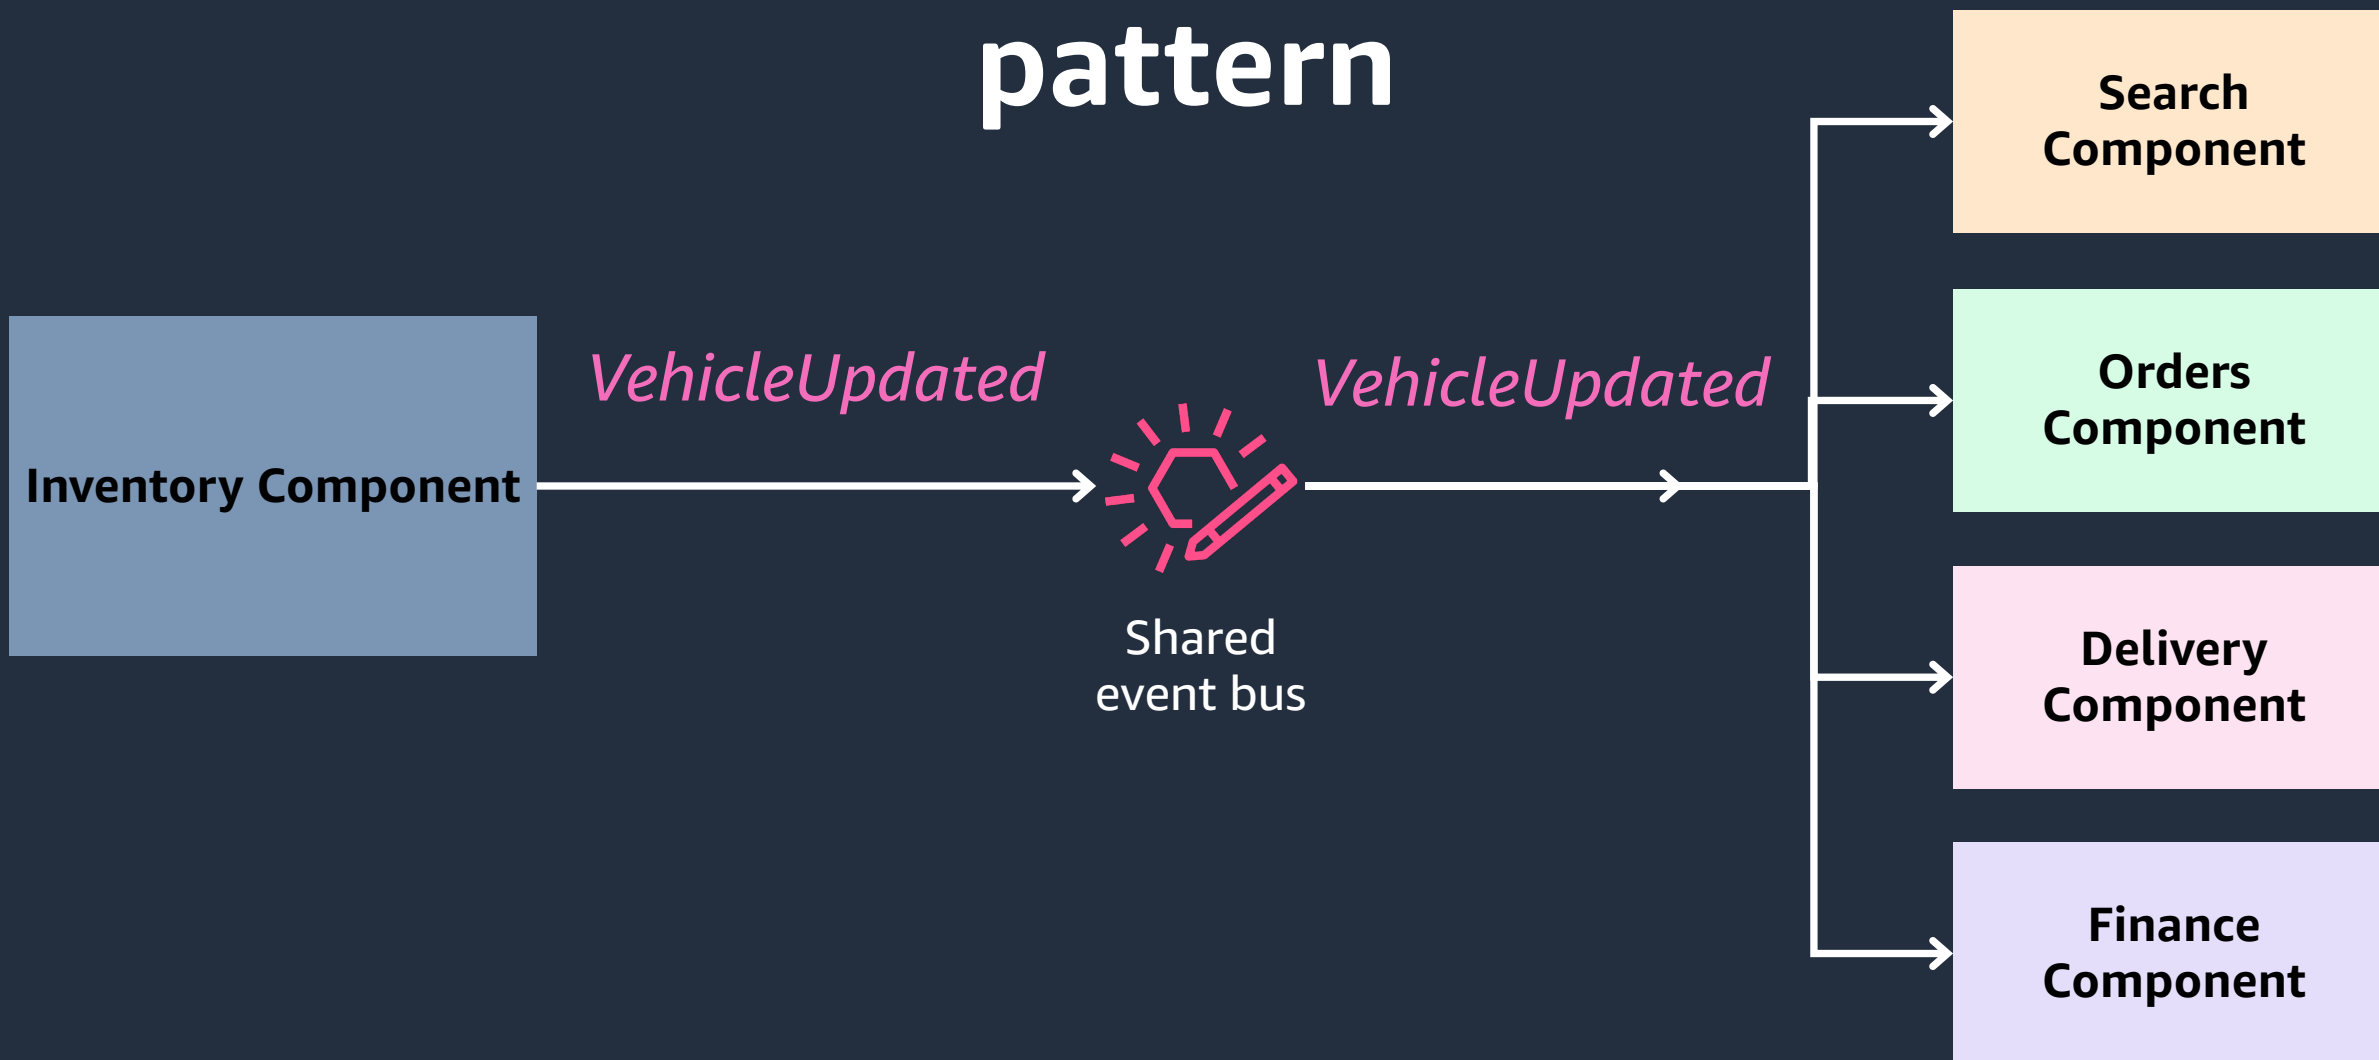 pattern
Inventory Component
VehicleUpdated
Shared
event bus
VehicleUpdated
Search
Component
Orders
Component
Delivery
Component
Finance
Component